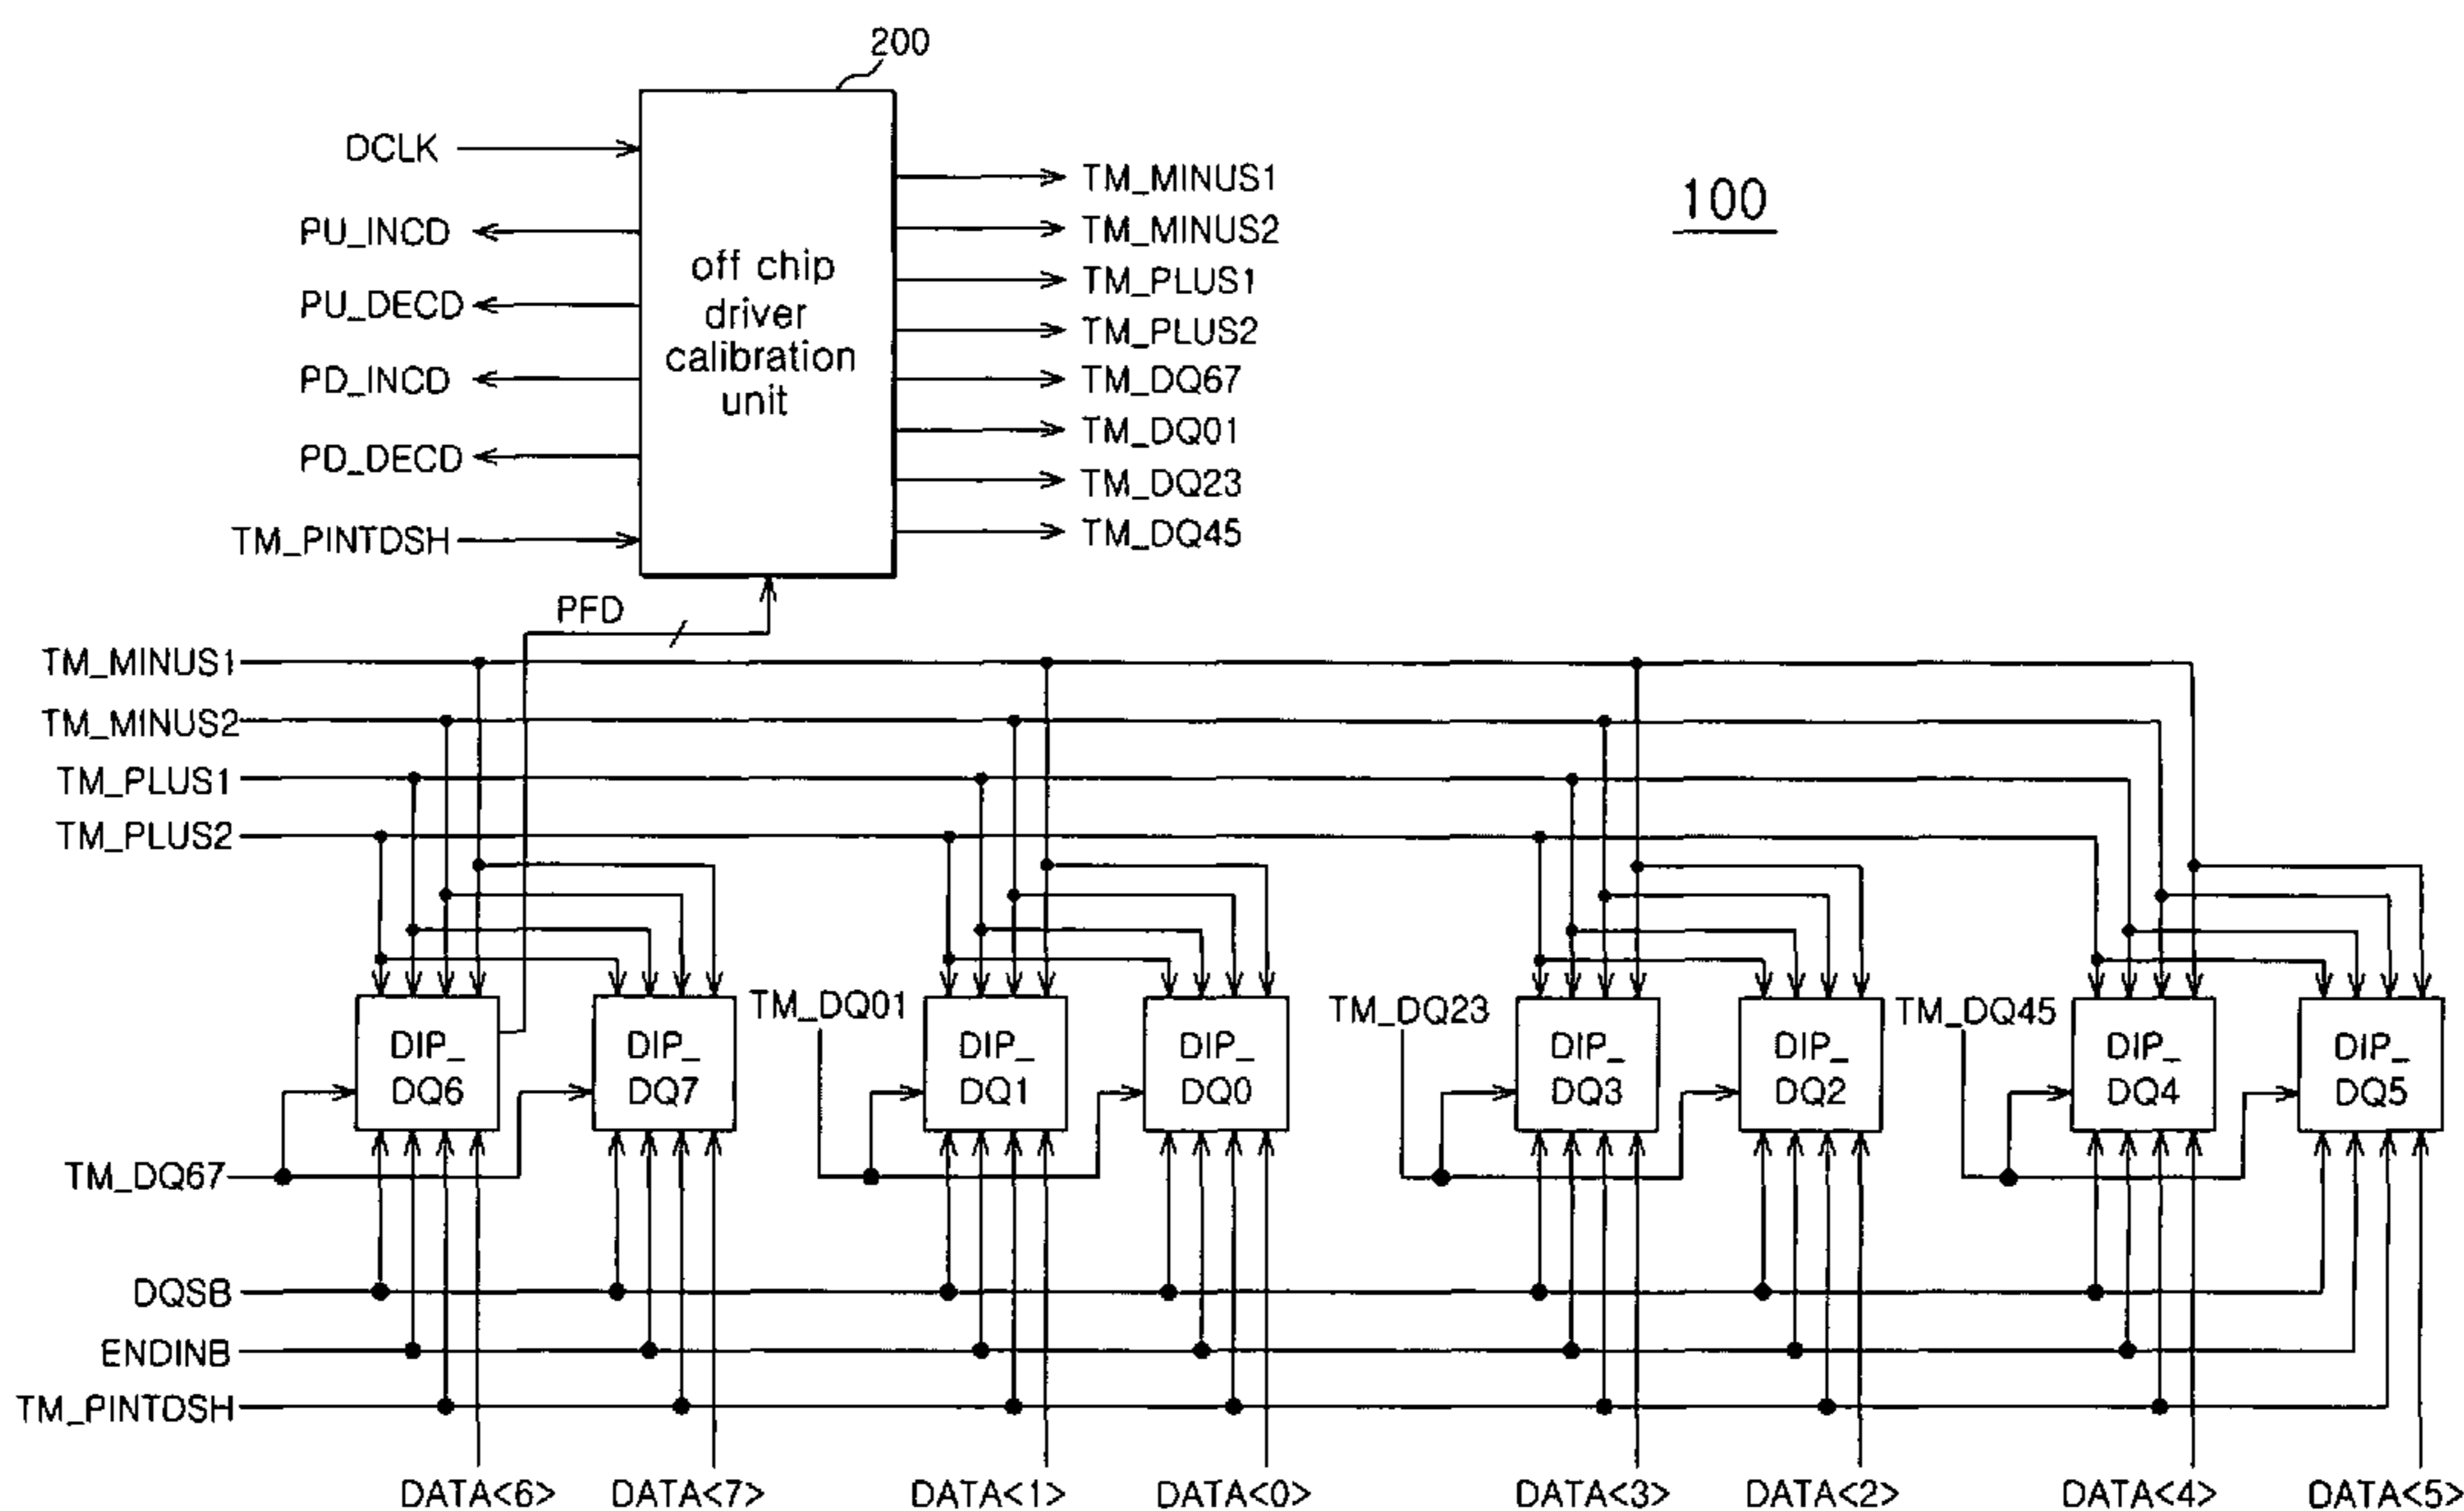 200
DCLK
PU_INCD
PU_DECD
PD_INCD
PD_DECD
TM_PINTDSH
off chip
driver
calibration
unit
TM_MINUS1
TM_MINUS2
TM_PLUS1
TM_PLUS2
TM_DQ67
TM_DQ01
TM_DQ23
TM_DQ45
100
PFD
TM_MINUS1
TM_MINUS2
TM_PLUS1
TM_PLUS2
TM_DQ01
TM_DQ23
TM_DQ45
DIP_
DQ6
DIP_
DQ7
DIP_
DQ1
DIP_
DQ0
DIP_
DQ3
DIP_
DQ2
DIP_
DQ4
DIP_
DQ5
TM_DQ67
DQSB
ENDINB
TM_PINTDSH
DATA<6> DATA<7> DATA<1> DATA<0> DATA<3> DATA<2> DATA<4> DATA<5>